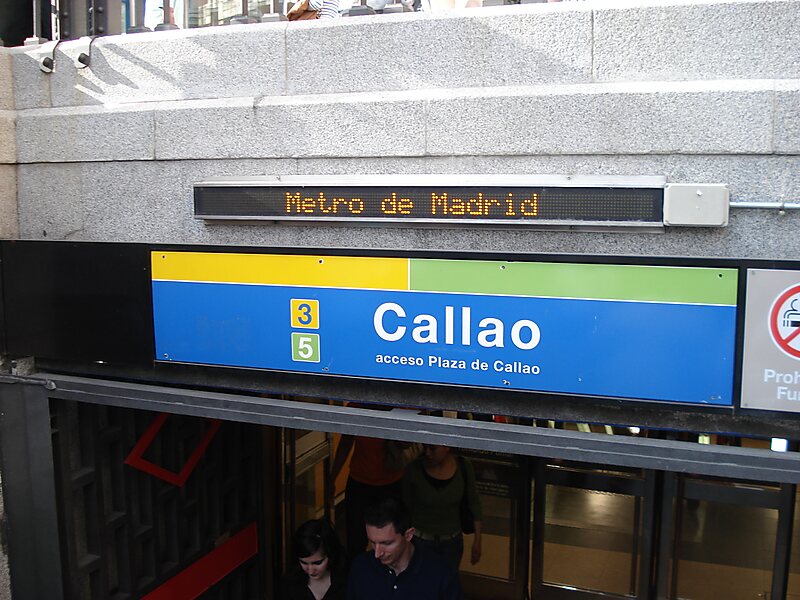 Metro de Madrid
3
Callao
5
acceso Plaza de Callao